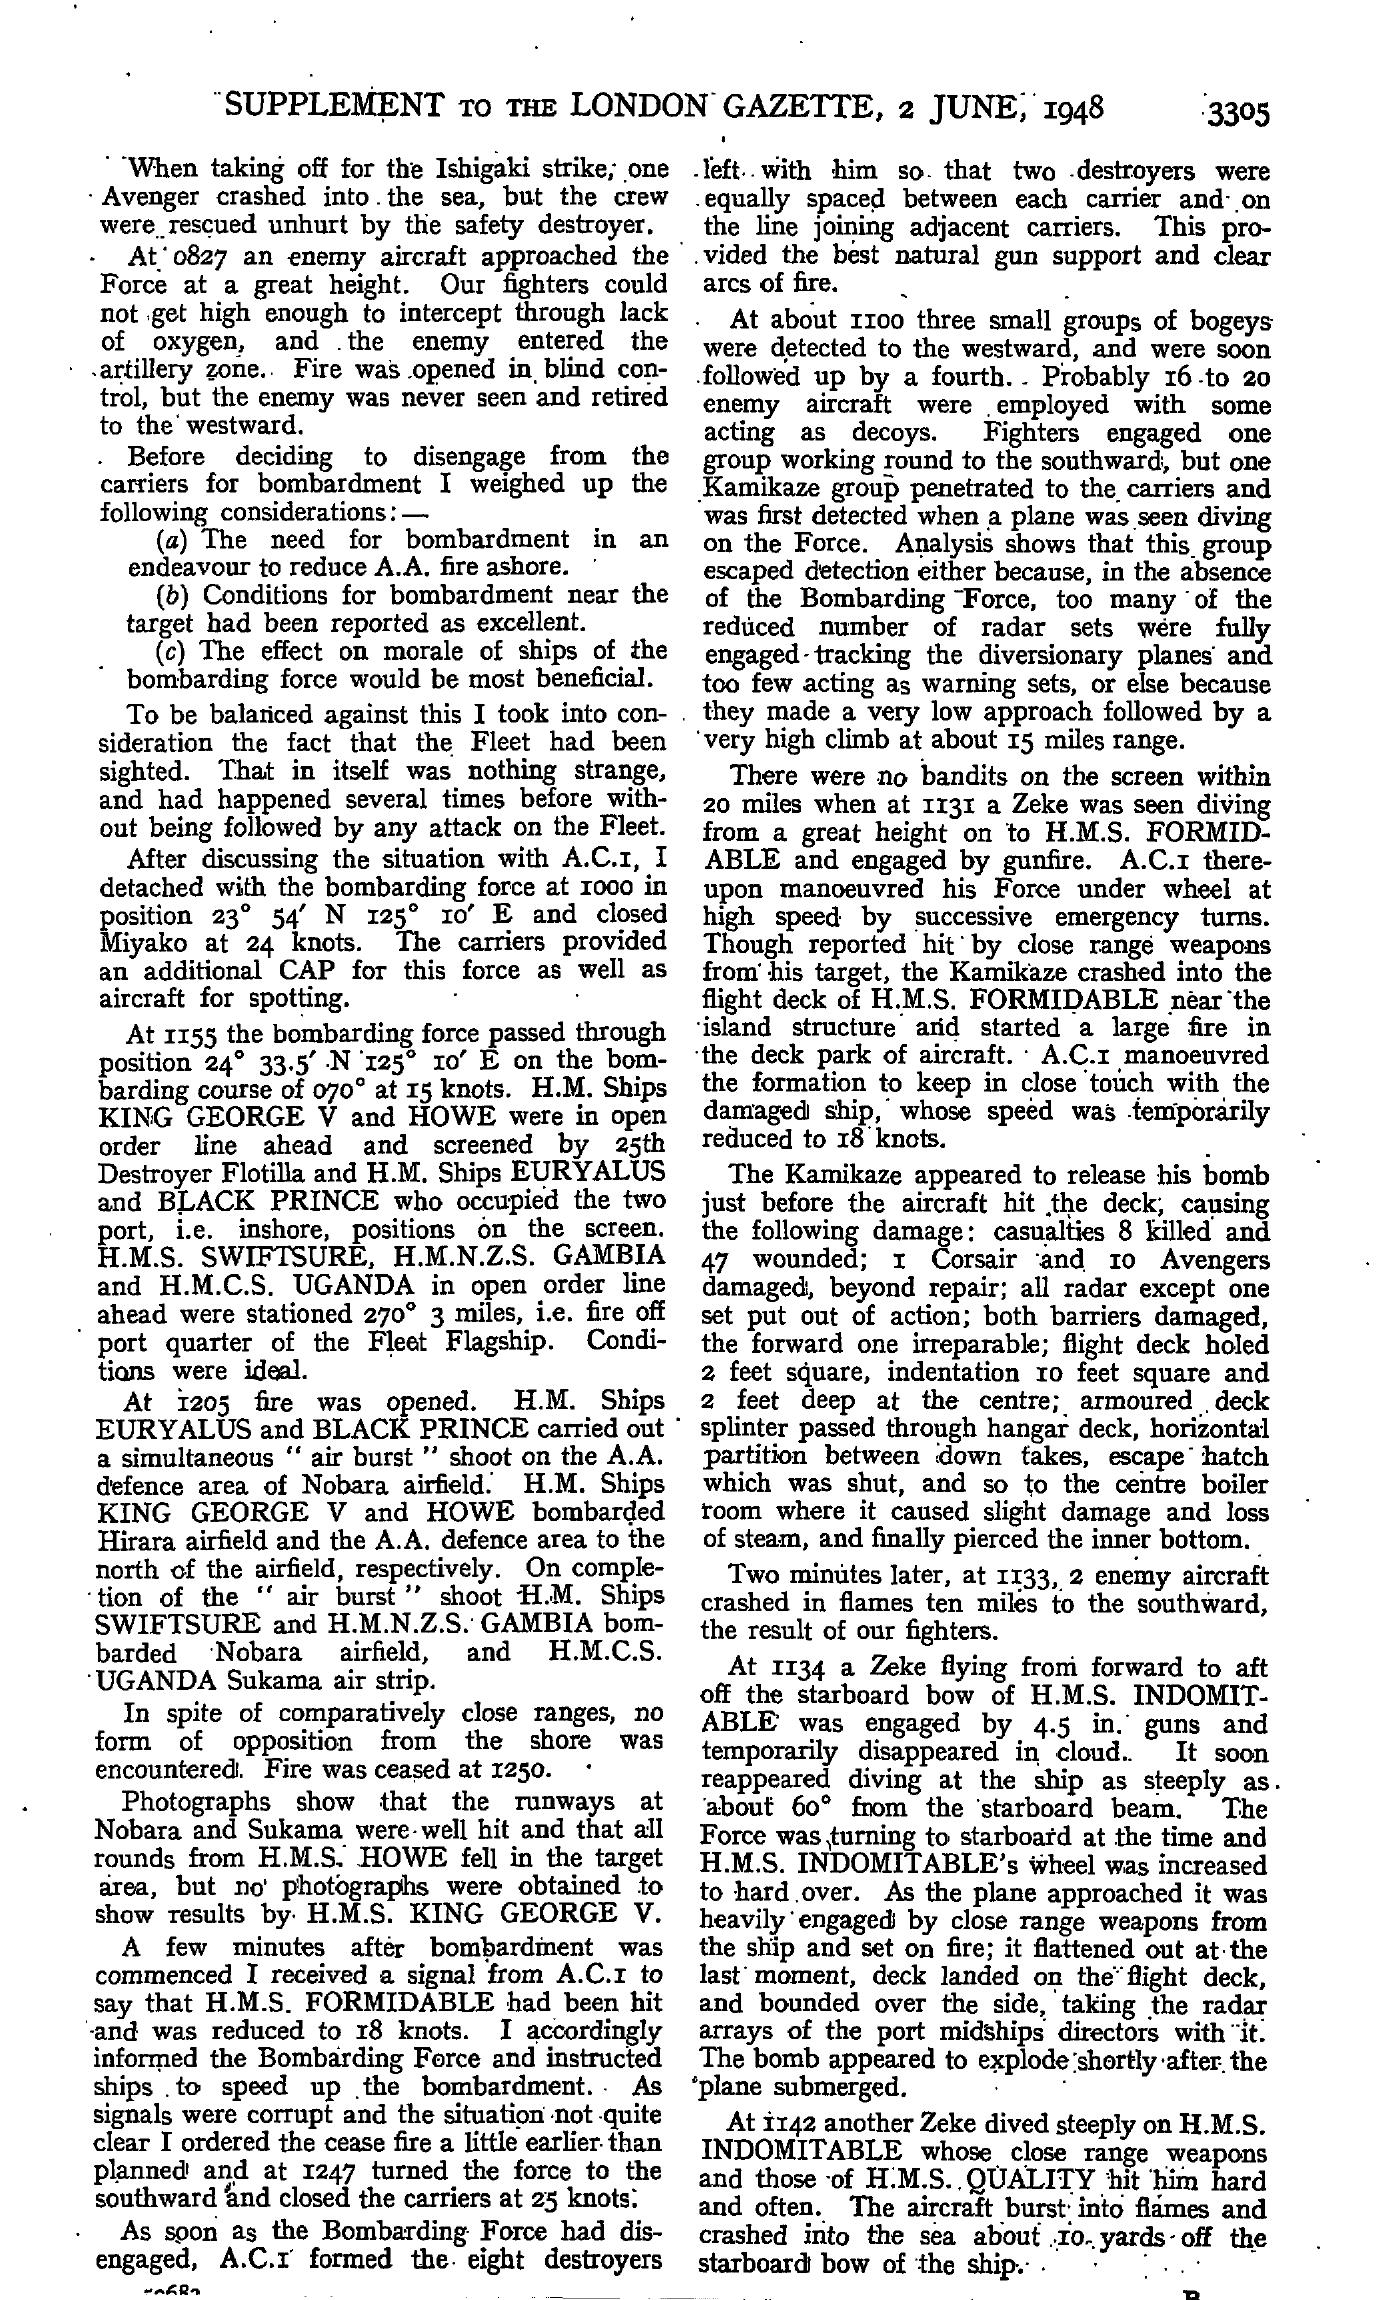 SUPPLEMENT TO THE LONDON GAZETTE, 2 JUNE, 1948 3305
When taking off for the Ishigaki strike, one
Avenger crashed into the sea, but the crew
were rescued unhurt by the safety destroyer.
At 0827 an enemy aircraft approached the
Force at a great height. Our fighters could
not get high enough to intercept through lack
of oxygen, and the enemy entered the
artillery zone. Fire was opened in blind con-
trol, but the enemy was never seen and retired
to the westward.
Before deciding to disengage from the
carriers for bombardment I weighed up the
following considerations:—
(a) The need for bombardment in an
endeavour to reduce A.A. fire ashore.
(b) Conditions for bombardment near the
target had been reported as excellent.
(c) The effect on morale of ships of the
bombarding force would be most beneficial.
To be balanced against this I took into con-
sideration the fact that the Fleet had been
sighted. That in itself was nothing strange,
and had happened several times before with-
out being followed by any attack on the Fleet.
After discussing the situation with A.C.1, I
detached with the bombarding force at 1000 in
position 23° 54′ N 125° 10′ E and closed
Miyako at 24 knots. The carriers provided
an additional CAP for this force as well as
aircraft for spotting.
At 1155 the bombarding force passed through
position 24° 33.5′ N 125° 10′ E on the bom-
barding course of 070° at 15 knots. H.M. Ships
KING GEORGE V and HOWE were in open
order line ahead and screened by 25th
Destroyer Flotilla and H.M. Ships EURYALUS
and BLACK PRINCE who occupied the two
port, i.e. inshore, positions on the screen.
H.M.S. SWIFTSURE, H.M.N.Z.S. GAMBIA
and H.M.C.S. UGANDA in open order line
ahead were stationed 270° 3 miles, i.e. fire off
port quarter of the Fleet Flagship. Condi-
tions were ideal.
At 1205 fire was opened. H.M. Ships
EURYALUS and BLACK PRINCE carried out
a simultaneous “ air burst ” shoot on the A.A.
defence area of Nobara airfield. H.M. Ships
KING GEORGE V and HOWE bombarded
Hirara airfield and the A.A. defence area to the
north of the airfield, respectively. On comple-
tion of the “ air burst ” shoot H.M. Ships
SWIFTSURE and H.M.N.Z.S. GAMBIA bom-
barded Nobara airfield, and H.M.C.S.
UGANDA Sukama air strip.
In spite of comparatively close ranges, no
form of opposition from the shore was
encountered. Fire was ceased at 1250.
Photographs show that the runways at
Nobara and Sukama were well hit and that all
rounds from H.M.S. HOWE fell in the target
area, but no photographs were obtained to
show results by H.M.S. KING GEORGE V.
A few minutes after bombardment was
commenced I received a signal from A.C.1 to
say that H.M.S. FORMIDABLE had been hit
and was reduced to 18 knots. I accordingly
informed the Bombarding Force and instructed
ships to speed up the bombardment. As
signals were corrupt and the situation not quite
clear I ordered the cease fire a little earlier than
planned and at 1247 turned the force to the
southward and closed the carriers at 25 knots.
As soon as the Bombarding Force had dis-
engaged, A.C.1 formed the eight destroyers
left with him so that two destroyers were
equally spaced between each carrier and on
the line joining adjacent carriers. This pro-
vided the best natural gun support and clear
arcs of fire.
At about 1100 three small groups of bogeys
were detected to the westward, and were soon
followed up by a fourth. Probably 16 to 20
enemy aircraft were employed with some
acting as decoys. Fighters engaged one
group working round to the southward, but one
Kamikaze group penetrated to the carriers and
was first detected when a plane was seen diving
on the Force. Analysis shows that this group
escaped detection either because, in the absence
of the Bombarding Force, too many of the
reduced number of radar sets were fully
engaged tracking the diversionary planes and
too few acting as warning sets, or else because
they made a very low approach followed by a
very high climb at about 15 miles range.
There were no bandits on the screen within
20 miles when at 1131 a Zeke was seen diving
from a great height on to H.M.S. FORMID-
ABLE and engaged by gunfire. A.C.1 there-
upon manoeuvred his Force under wheel at
high speed by successive emergency turns.
Though reported hit by close range weapons
from his target, the Kamikaze crashed into the
flight deck of H.M.S. FORMIDABLE near the
island structure and started a large fire in
the deck park of aircraft. A.C.1 manoeuvred
the formation to keep in close touch with the
damaged ship, whose speed was temporarily
reduced to 18 knots.
The Kamikaze appeared to release his bomb
just before the aircraft hit the deck, causing
the following damage: casualties 8 killed and
47 wounded; 1 Corsair and 10 Avengers
damaged, beyond repair; all radar except one
set put out of action; both barriers damaged,
the forward one irreparable; flight deck holed
2 feet square, indentation 10 feet square and
2 feet deep at the centre; armoured deck
splinter passed through hangar deck, horizontal
partition between down takes, escape hatch
which was shut, and so to the centre boiler
room where it caused slight damage and loss
of steam, and finally pierced the inner bottom.
Two minutes later, at 1133, 2 enemy aircraft
crashed in flames ten miles to the southward,
the result of our fighters.
At 1134 a Zeke flying from forward to aft
off the starboard bow of H.M.S. INDOMIT-
ABLE was engaged by 4.5 in. guns and
temporarily disappeared in cloud. It soon
reappeared diving at the ship as steeply as
about 60° from the starboard beam. The
Force was turning to starboard at the time and
H.M.S. INDOMITABLE's wheel was increased
to hard over. As the plane approached it was
heavily engaged by close range weapons from
the ship and set on fire; it flattened out at the
last moment, deck landed on the flight deck,
and bounded over the side, taking the radar
arrays of the port midships directors with it.
The bomb appeared to explode shortly after the
plane submerged.
At 1142 another Zeke dived steeply on H.M.S.
INDOMITABLE whose close range weapons
and those of H.M.S. QUALITY hit him hard
and often. The aircraft burst into flames and
crashed into the sea about 10 yards off the
starboard bow of the ship.